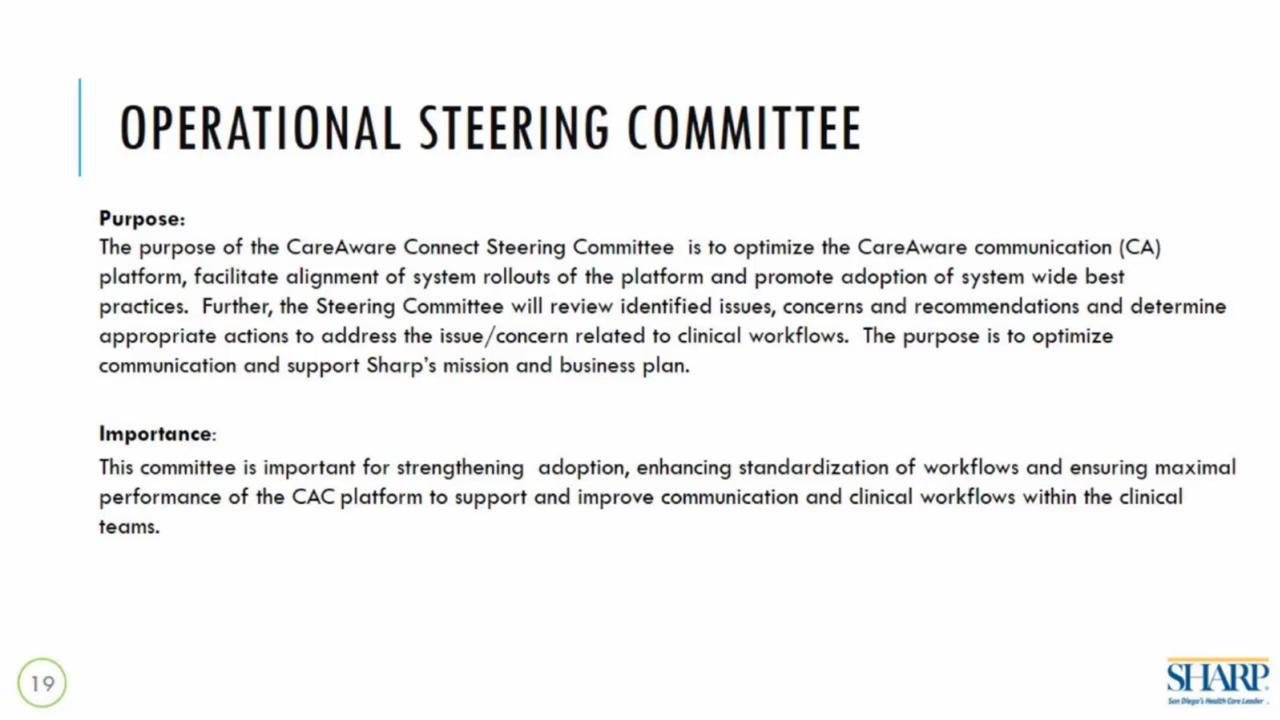 OPERATIONAL STEERING COMMITTEE
Purpose:
The purpose of the CareAware Connect Steering Committee is to optimize the CareAware communication (CA)
platform, facilitate alignment of system rollouts of the platform and promote adoption of system wide best
practices. Further, the Steering Committee will review identified issues, concerns and recommendations and determine
appropriate actions to address the issue/concern related to clinical workflows. The purpose is to optimize
communication and support Sharp's mission and business plan.
Importance:
This committee is important for strengthening adoption, enhancing standardization of workflows and ensuring maximal
performance of the CAC platform to support and improve communication and clinical workflows within the clinical
teams.
19
SHARP
San Diego's Health Care Leader